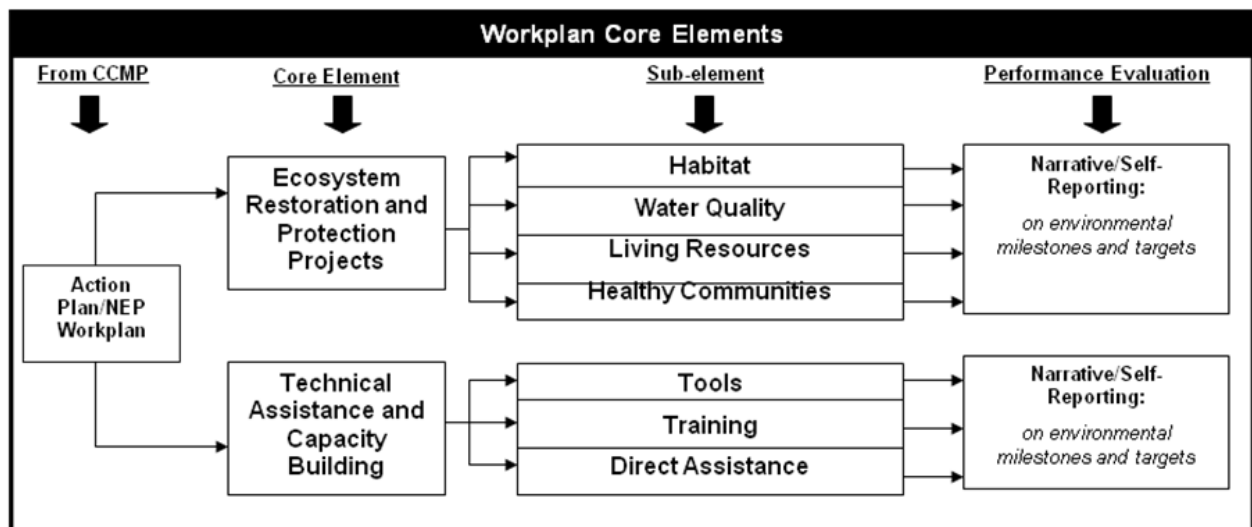 Workplan Core Elements
From CCMP
Core Element
Sub-element
Performance Evaluation
Action
Plan/NEP
Workplan
Ecosystem
Restoration and
Protection
Projects
Habitat
Water Quality
Living Resources
Healthy Communities
Narrative/Self-
Reporting:
on environmental
milestones and targets
Technical
Assistance and
Capacity
Building
Tools
Training
Direct Assistance
Narrative/Self-
Reporting:
on environmental
milestones and targets